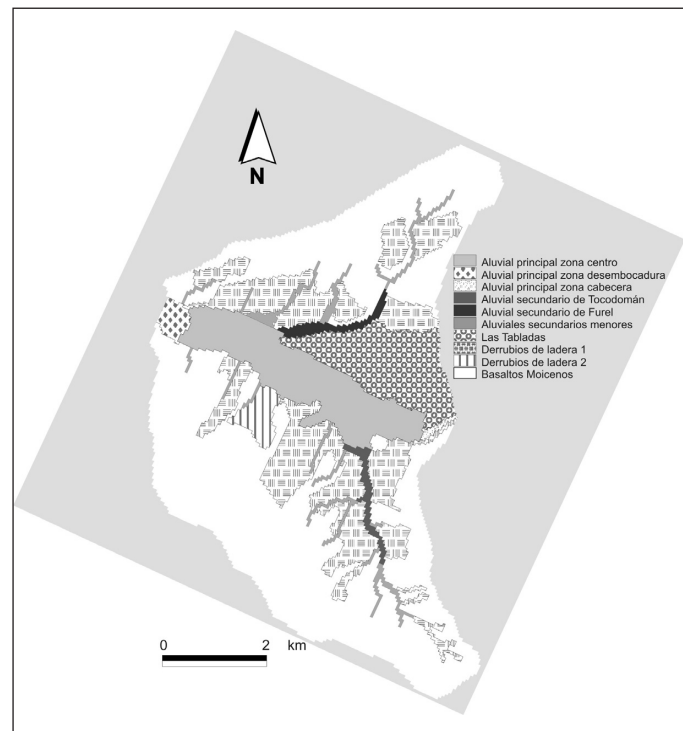 N
Aluvial principal zona centro
Aluvial principal zona desembocadura
Aluvial principal zona cabecera
Aluvial secundario de Tocodomán
Aluvial secundario de Furel
Aluviales secundarios menores
Las Tabladas
Derrubios de ladera 1
Derrubios de ladera 2
Basaltos Moicenos
0 2 km